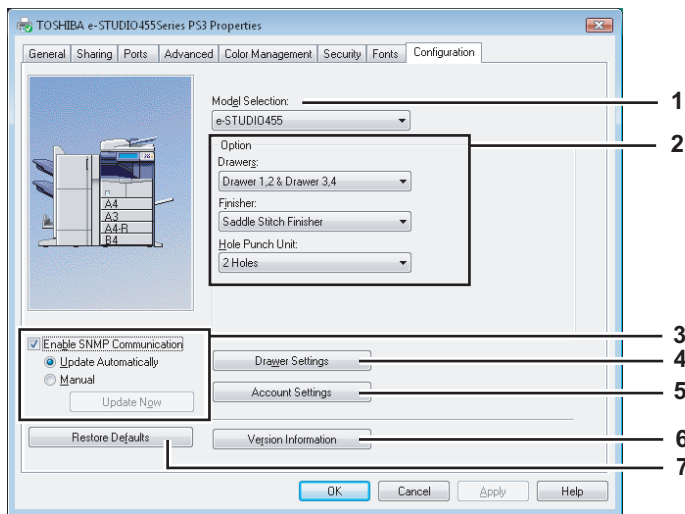 TOSHIBA e-STUDIO455Series PS3 Properties
General Sharing Ports Advanced Color Management Security Fonts Configuration
Model Selection:
e-STUDIO455
1
Option
2
Drawers:
Drawer 1,2 & Drawer 3,4
Finisher:
Saddle Stitch Finisher
Hole Punch Unit:
2 Holes
A4
A3
A4-R
B4
3
Enable SNMP Communication
Update Automatically
Drawer Settings
4
Manual
Update Now
Account Settings
5
Restore Defaults
Version Information
6
7
OK Cancel Apply Help